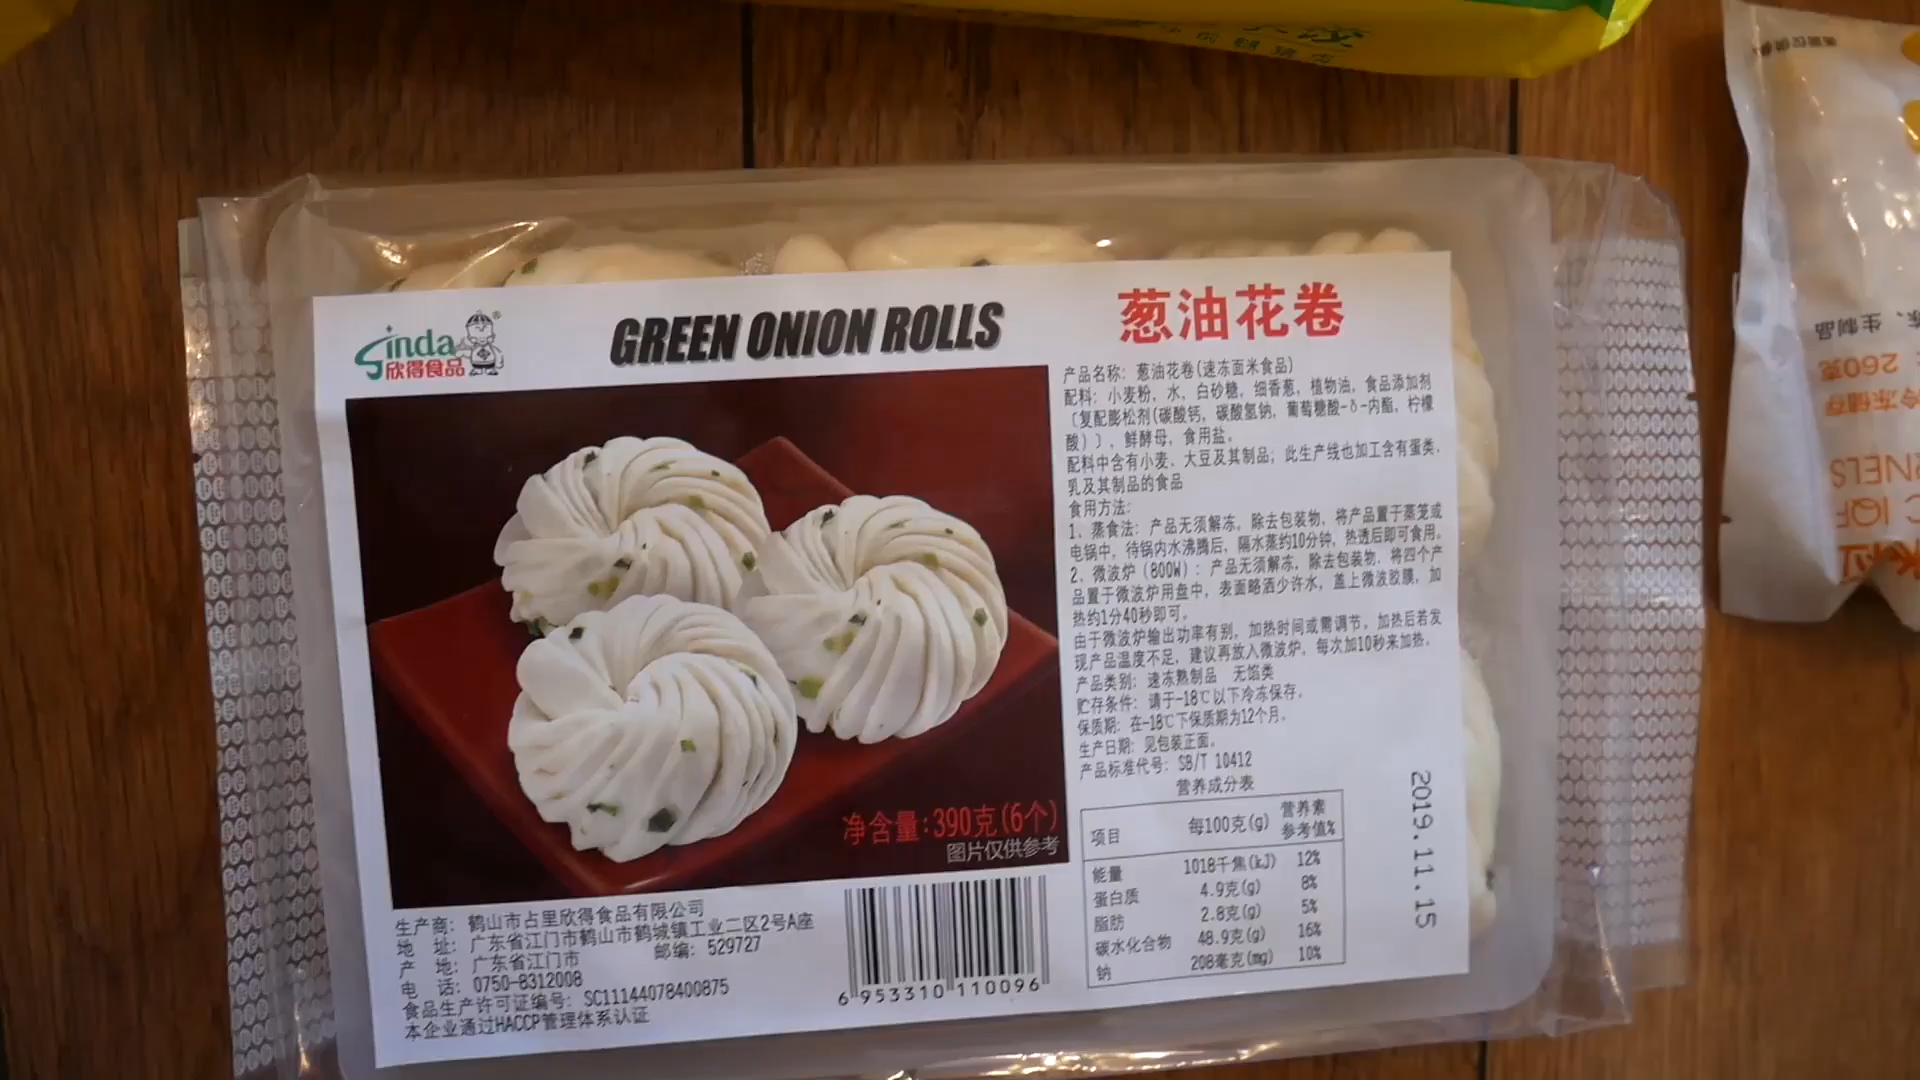 Sinda
欣得食品
®
GREEN ONION ROLLS
葱油花卷
产品名称: 葱油花卷(速冻面米食品)
配料: 小麦粉, 水, 白砂糖, 细香葱, 植物油, 食品添加剂
〔复配膨松剂(碳酸钙, 碳酸氢钠, 葡萄糖酸-δ-内酯, 柠檬
酸)〕, 鲜酵母, 食用盐。
配料中含有小麦、大豆及其制品; 此生产线也加工含有蛋类、
乳及其制品的食品
食用方法:
1、蒸食法: 产品无须解冻, 除去包装物, 将产品置于蒸笼或
电锅中, 待锅内水沸腾后, 隔水蒸约10分钟, 热透后即可食用。
2、微波炉 (800W): 产品无须解冻, 除去包装物, 将四个产
品置于微波炉用盘中, 表面略洒少许水, 盖上微波胶膜, 加
热约1分40秒即可。
由于微波炉输出功率有别, 加热时间或需调节, 加热后若发
现产品温度不足, 建议再放入微波炉, 每次加10秒来加热。
产品类别: 速冻熟制品 无馅类
贮存条件: 请于-18℃以下冷冻保存。
保质期: 在-18℃下保质期为12个月。
生产日期: 见包装正面。
产品标准代号: SB/T 10412
营养成分表
项目 每100克(g) 营养素参考值%
能量 1018千焦(kJ) 12%
蛋白质 4.9克(g) 8%
脂肪 2.8克(g) 5%
碳水化合物 48.9克(g) 16%
钠 208毫克(mg) 10%
2019.11.15
净含量:390克(6个)
图片仅供参考
生产商: 鹤山市占里欣得食品有限公司
地 址: 广东省江门市鹤山市鹤城镇工业二区2号A座
产 地: 广东省江门市 邮编: 529727
电 话: 0750-8312008
食品生产许可证编号: SC11144078400875
本企业通过HACCP管理体系认证
6 953310 110096
生制品
260克
冷冻储存
NELS
C IQF
米粒